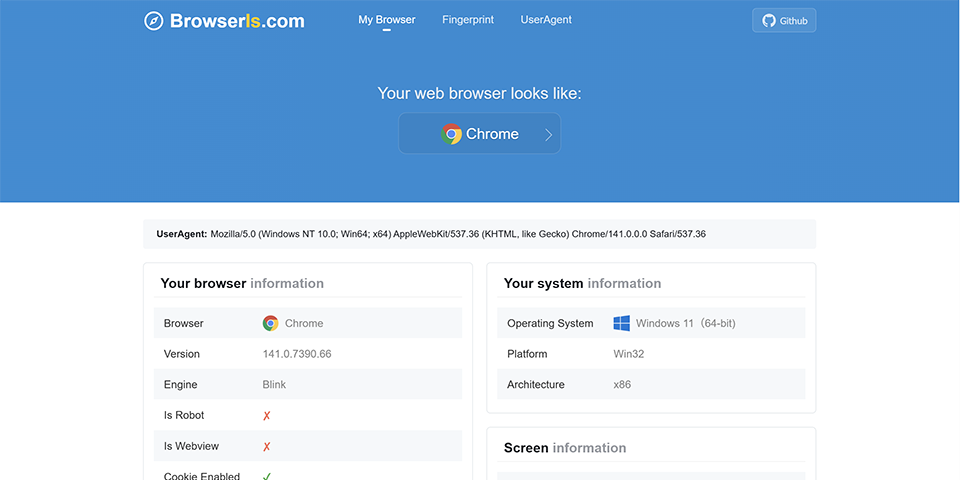 BrowserIs.com My Browser Fingerprint UserAgent Github
Your web browser looks like:
Chrome
UserAgent: Mozilla/5.0 (Windows NT 10.0; Win64; x64) AppleWebKit/537.36 (KHTML, like Gecko) Chrome/141.0.0.0 Safari/537.36
Your browser information
Browser Chrome
Version 141.0.7390.66
Engine Blink
Is Robot ✗
Is Webview ✗
Cookie Enabled ✓
Your system information
Operating System Windows 11（64-bit)
Platform Win32
Architecture x86
Screen information